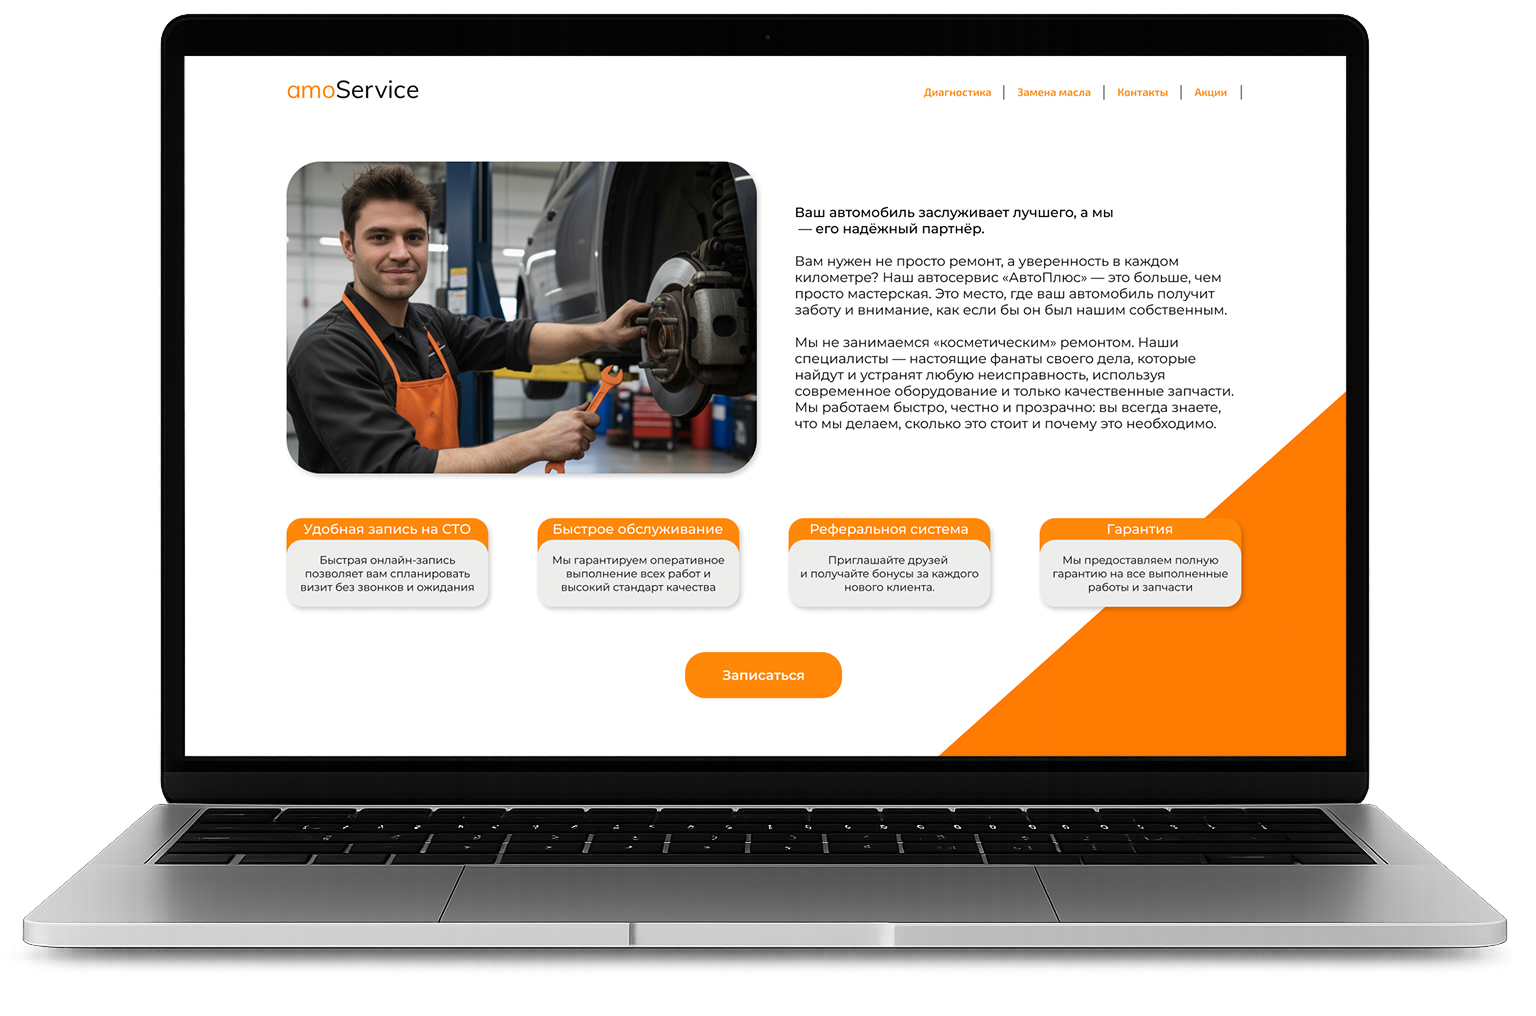 amoService
Диагностика | Замена масла | Контакты | Акции |
Ваш автомобиль заслуживает лучшего, а мы
— его надёжный партнёр.
Вам нужен не просто ремонт, а уверенность в каждом
километре? Наш автосервис «АвтоПлюс» — это больше, чем
просто мастерская. Это место, где ваш автомобиль получит
заботу и внимание, как если бы он был нашим собственным.
Мы не занимаемся «косметическим» ремонтом. Наши
специалисты — настоящие фанаты своего дела, которые
найдут и устранят любую неисправность, используя
современное оборудование и только качественные запчасти.
Мы работаем быстро, честно и прозрачно: вы всегда знаете,
что мы делаем, сколько это стоит и почему это необходимо.
Удобная запись на СТО
Быстрая онлайн-запись
позволяет вам спланировать
визит без звонков и ожидания
Быстрое обслуживание
Мы гарантируем оперативное
выполнение всех работ и
высокий стандарт качества
Реферальноя система
Приглашайте друзей
и получайте бонусы за каждого
нового клиента.
Гарантия
Мы предоставляем полную
гарантию на все выполненные
работы и запчасти
Записаться